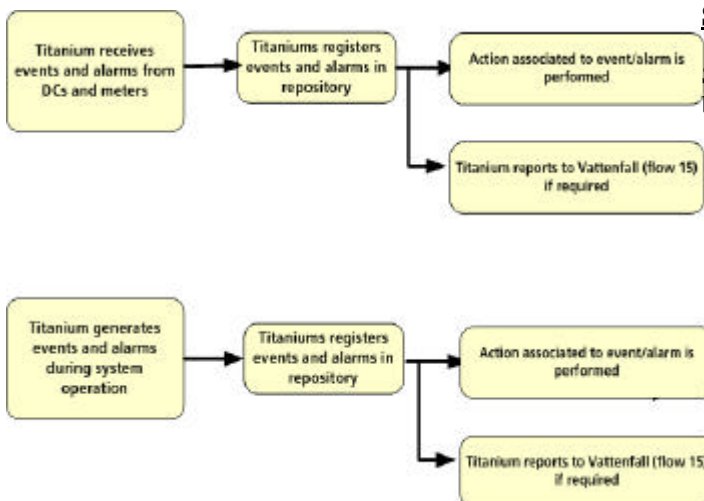 Titanium receives
events and alarms from
DCs and meters
Titaniums registers
events and alarms in
repository
Action associated to event/alarm is
performed
Titanium reports to Vattenfall (flow 15)
if required
Titanium generates
events and alarms
during system
operation
Titaniums registers
events and alarms in
repository
Action associated to event/alarm is
performed
Titanium reports to Vattenfall (flow 15)
if required